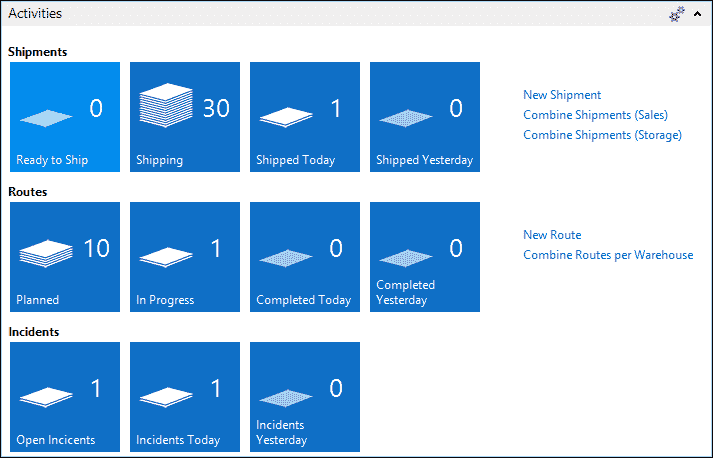 Activities
Shipments
0
Ready to Ship
30
Shipping
1
Shipped Today
0
Shipped Yesterday
New Shipment
Combine Shipments (Sales)
Combine Shipments (Storage)
Routes
10
Planned
1
In Progress
0
Completed Today
0
Completed
Yesterday
New Route
Combine Routes per Warehouse
Incidents
1
Open Incicents
1
Incidents Today
0
Incidents
Yesterday